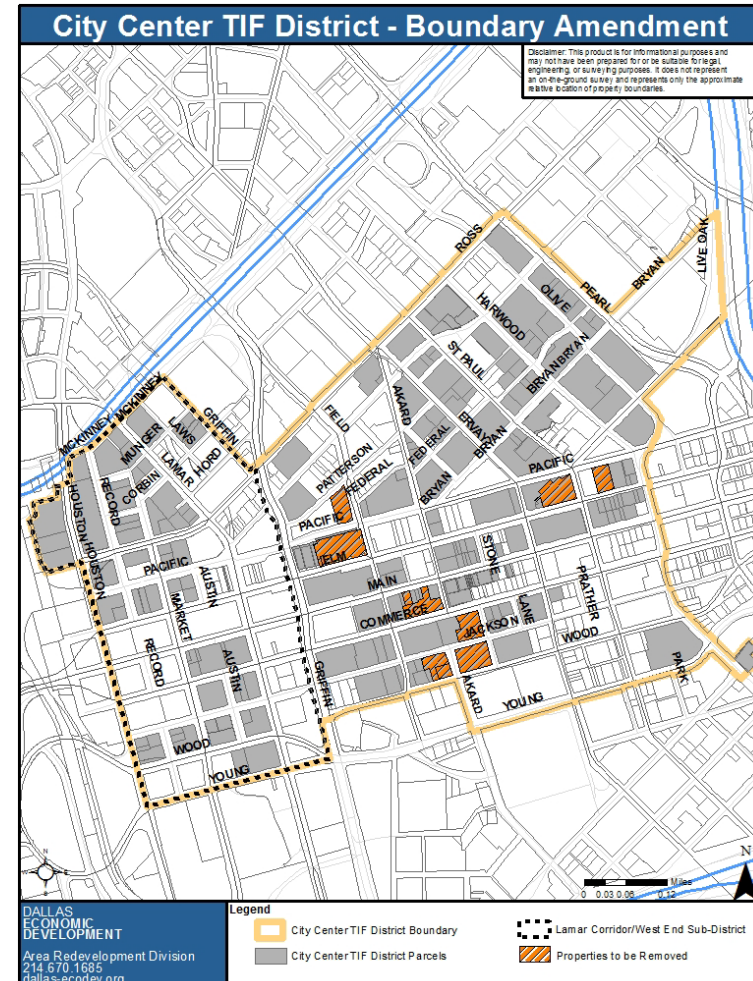 City Center TIF District - Boundary Amendment
Disclaimer: This product is for informational purposes and
may not have been prepared for or be suitable for legal,
engineering, or surveying purposes. It does not represent
an on-the-ground survey and represents only the approximate
relative location of property boundaries.
ROSS
LIVE OAK
BRYAN
PEARL
OLIVE
HARWOOD
ST PAUL
BRYAN
BRYAN
MCKINNEY
MCKINNEY
GRIFFIN
LAWS
MUNGER
HORD
LAMAR
CORBIN
RECORD
HOUSTON
HOUSTON
FIELD
AKARD
PATTERSON
FEDERAL
FEDERAL
ERVAY
BRYAN
BRYAN
PACIFIC
PACIFIC
ELM
PACIFIC
AUSTIN
MAIN
STONE
COMMERCE
MARKET
LANE
PRATHER
JACKSON
WOOD
RECORD
AUSTIN
GRIFFIN
AKARD
PARK
YOUNG
WOOD
YOUNG
N
W
E
S
N
Miles
0 0.03 0.06 0.12
DALLAS
ECONOMIC
DEVELOPMENT
Area Redevelopment Division
214.670.1685
dallas-ecodev.org
Legend
City Center TIF District Boundary
Lamar Corridor/West End Sub-District
City Center TIF District Parcels
Properties to be Removed